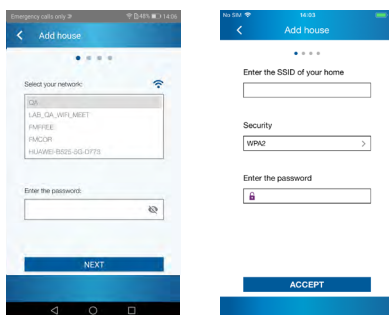 Emergency calls only
48% 14:06
Add house
Select your network:
QA
LAB_QA_WIFI_MEET
FMFREE
FMCOR
HUAWEI-B525-5G-D773
Enter the password:
NEXT
No SIM 14:03
Add house
Enter the SSID of your home
Security
WPA2
Enter the password
ACCEPT